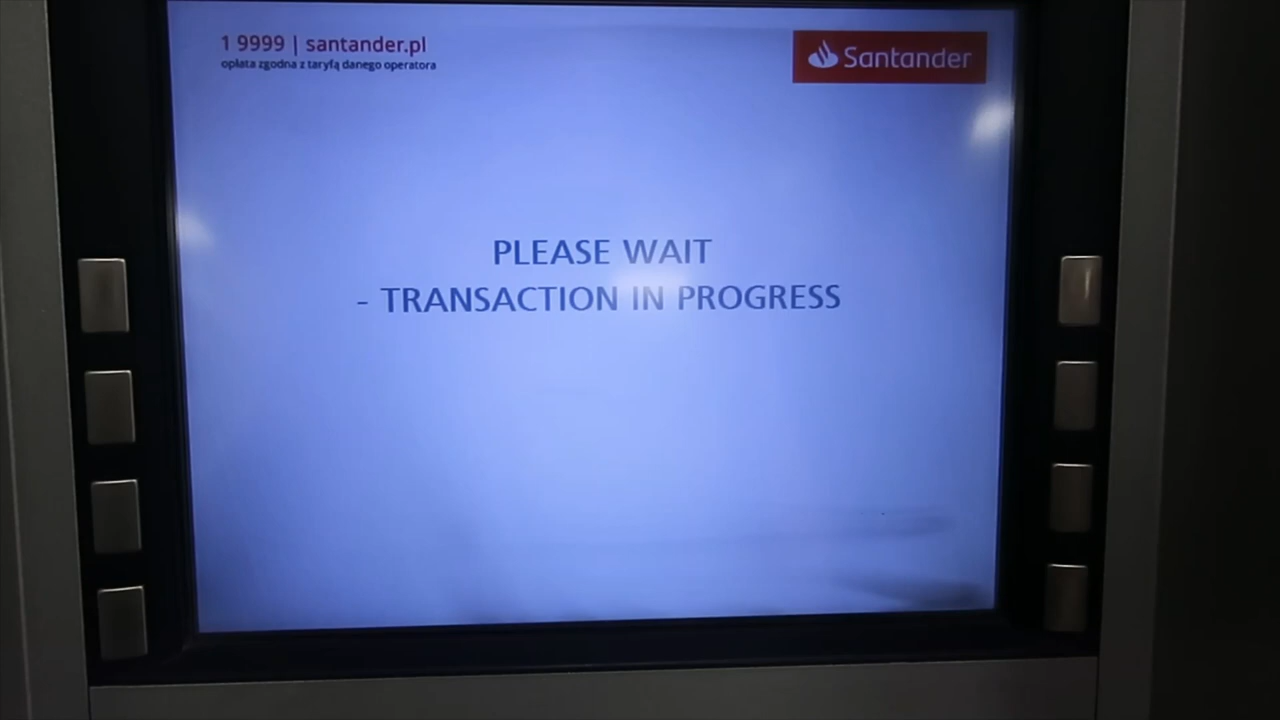 1 9999 | santander.pl
opłata zgodna z taryfą danego operatora
Santander
PLEASE WAIT
- TRANSACTION IN PROGRESS